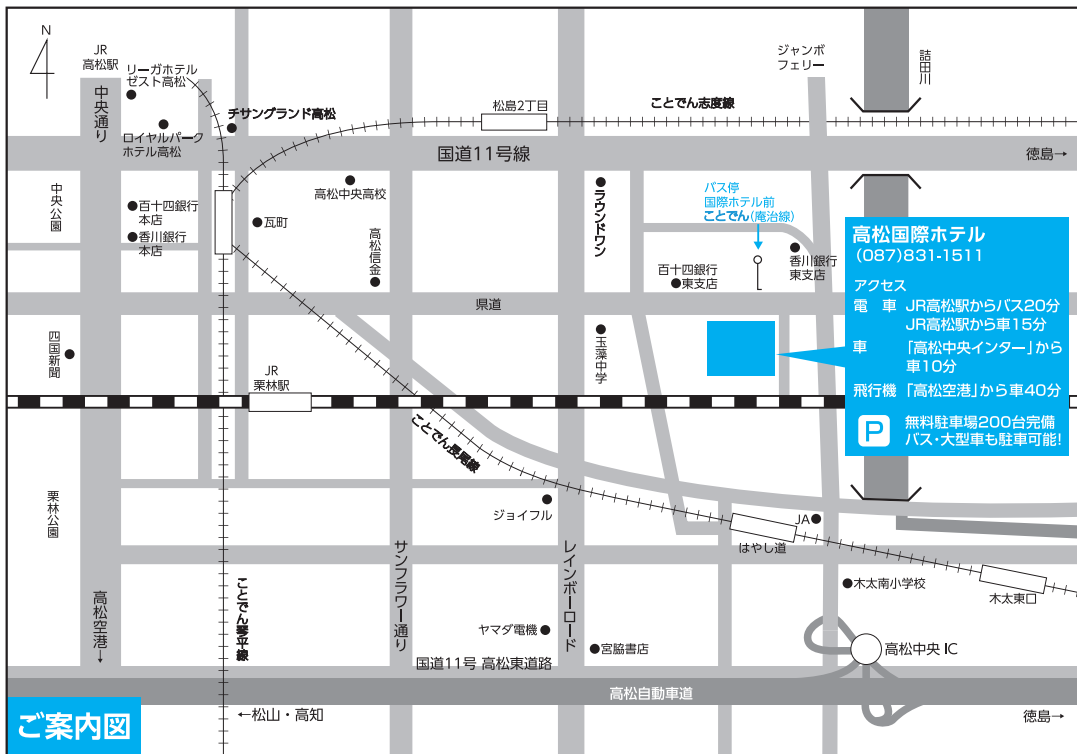 N
JR
高松駅
リーガホテル
ゼスト高松
中央通り
ロイヤルパーク
ホテル高松
チサングランド高松
松島2丁目
ことでん志度線
ジャンボ
フェリー
詰田川
国道11号線
徳島→
中央公園
百十四銀行
本店
香川銀行
本店
瓦町
高松中央高校
高松信金
ラウンドワン
バス停
国際ホテル前
ことでん(庵治線)
香川銀行
東支店
百十四銀行
東支店
県道
四国新聞
JR
栗林駅
玉藻中学
高松国際ホテル
(087)831-1511
アクセス
電車 JR高松駅からバス20分
JR高松駅から車15分
車 「高松中央インター」から
車10分
飛行機 「高松空港」から車40分
P 無料駐車場200台完備
バス・大型車も駐車可能!
ことでん長尾線
栗林公園
ジョイフル
JA
はやし道
サンフラワー通り
レインボーロード
木太南小学校
木太東口
高松空港→
ことでん琴平線
ヤマダ電機
宮脇書店
高松中央IC
国道11号 高松東道路
高松自動車道
ご案内図
←松山・高知
徳島→